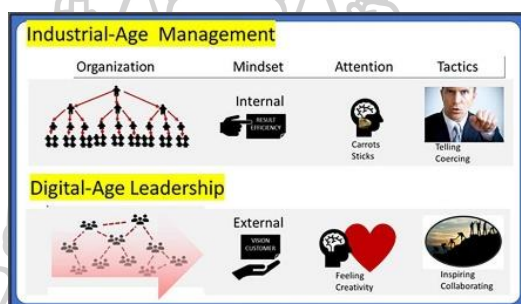 Industrial-Age Management
Organization Mindset Attention Tactics
Internal
RESULT
EFFICIENCY
Carrots
Sticks
Telling
Coercing
Digital-Age Leadership
External
VISION
CUSTOMER
Feeling
Creativity
Inspiring
Collaborating